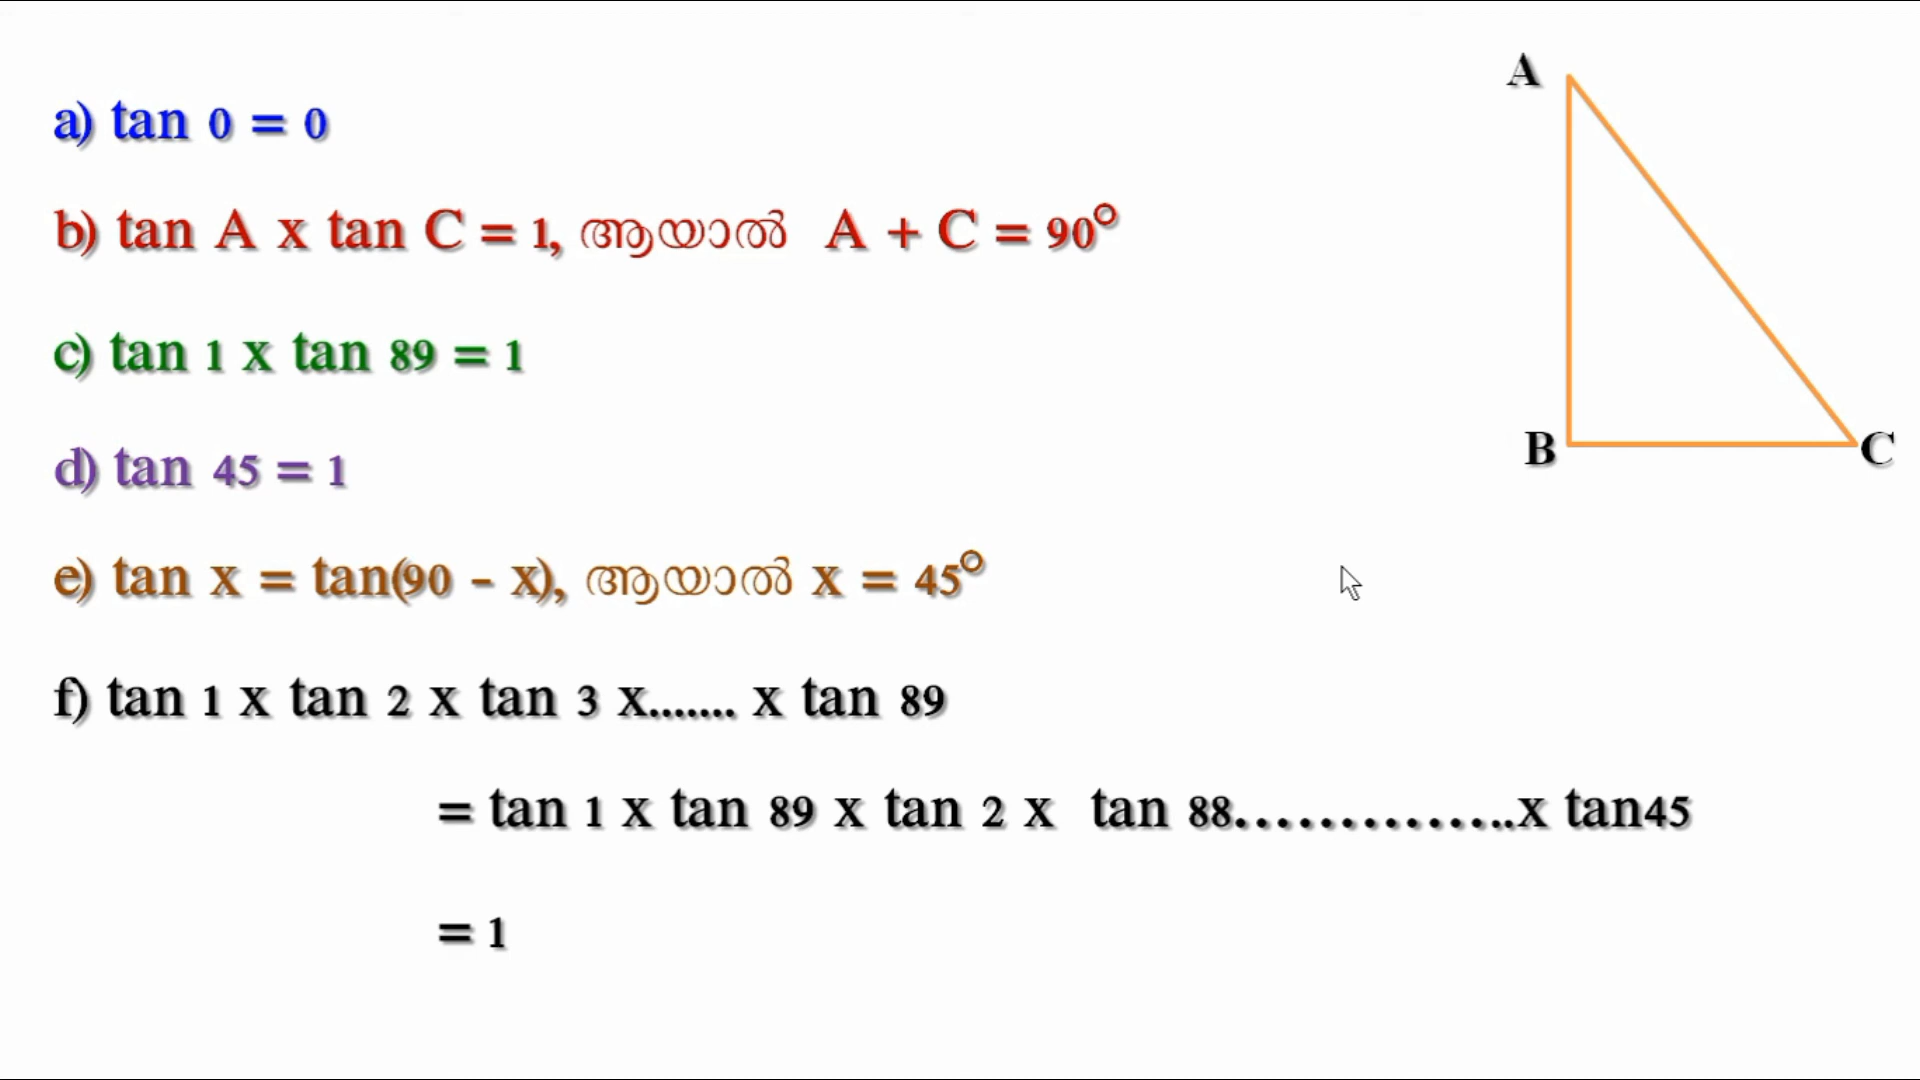 A
a) tan 0 = 0
b) tan A x tan C = 1, ആയാൽ A + C = 90°
c) tan 1 x tan 89 = 1
B C
d) tan 45 = 1
e) tan x = tan(90 - x), ആയാൽ x = 45°
f) tan 1 x tan 2 x tan 3 x....... x tan 89
= tan 1 x tan 89 x tan 2 x tan 88…………….x tan45
= 1